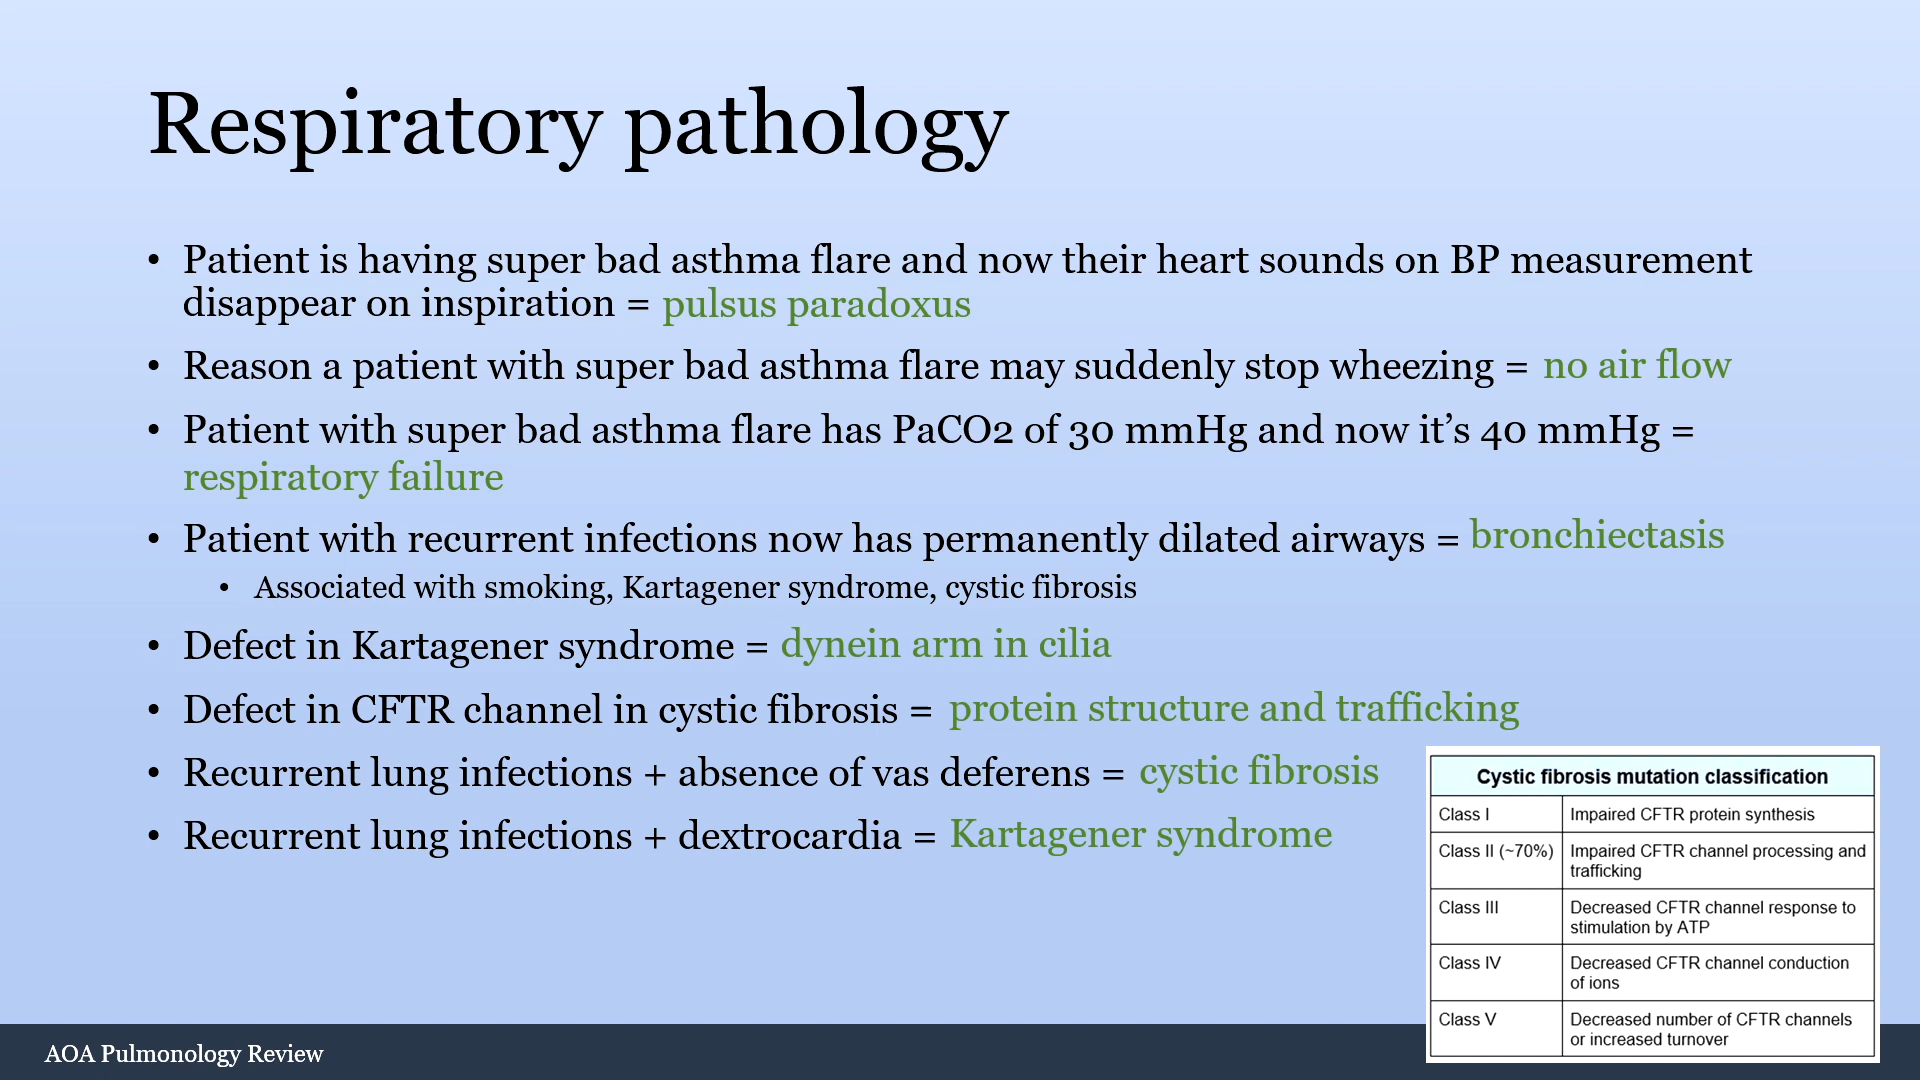 Respiratory pathology
• Patient is having super bad asthma flare and now their heart sounds on BP measurement
disappear on inspiration = pulsus paradoxus
• Reason a patient with super bad asthma flare may suddenly stop wheezing = no air flow
• Patient with super bad asthma flare has PaCO2 of 30 mmHg and now it’s 40 mmHg =
respiratory failure
• Patient with recurrent infections now has permanently dilated airways = bronchiectasis
• Associated with smoking, Kartagener syndrome, cystic fibrosis
• Defect in Kartagener syndrome = dynein arm in cilia
• Defect in CFTR channel in cystic fibrosis = protein structure and trafficking
• Recurrent lung infections + absence of vas deferens = cystic fibrosis
• Recurrent lung infections + dextrocardia = Kartagener syndrome
Cystic fibrosis mutation classification
Class I Impaired CFTR protein synthesis
Class II (~70%) Impaired CFTR channel processing and
trafficking
Class III Decreased CFTR channel response to
stimulation by ATP
Class IV Decreased CFTR channel conduction
of ions
Class V Decreased number of CFTR channels
or increased turnover
AOA Pulmonology Review